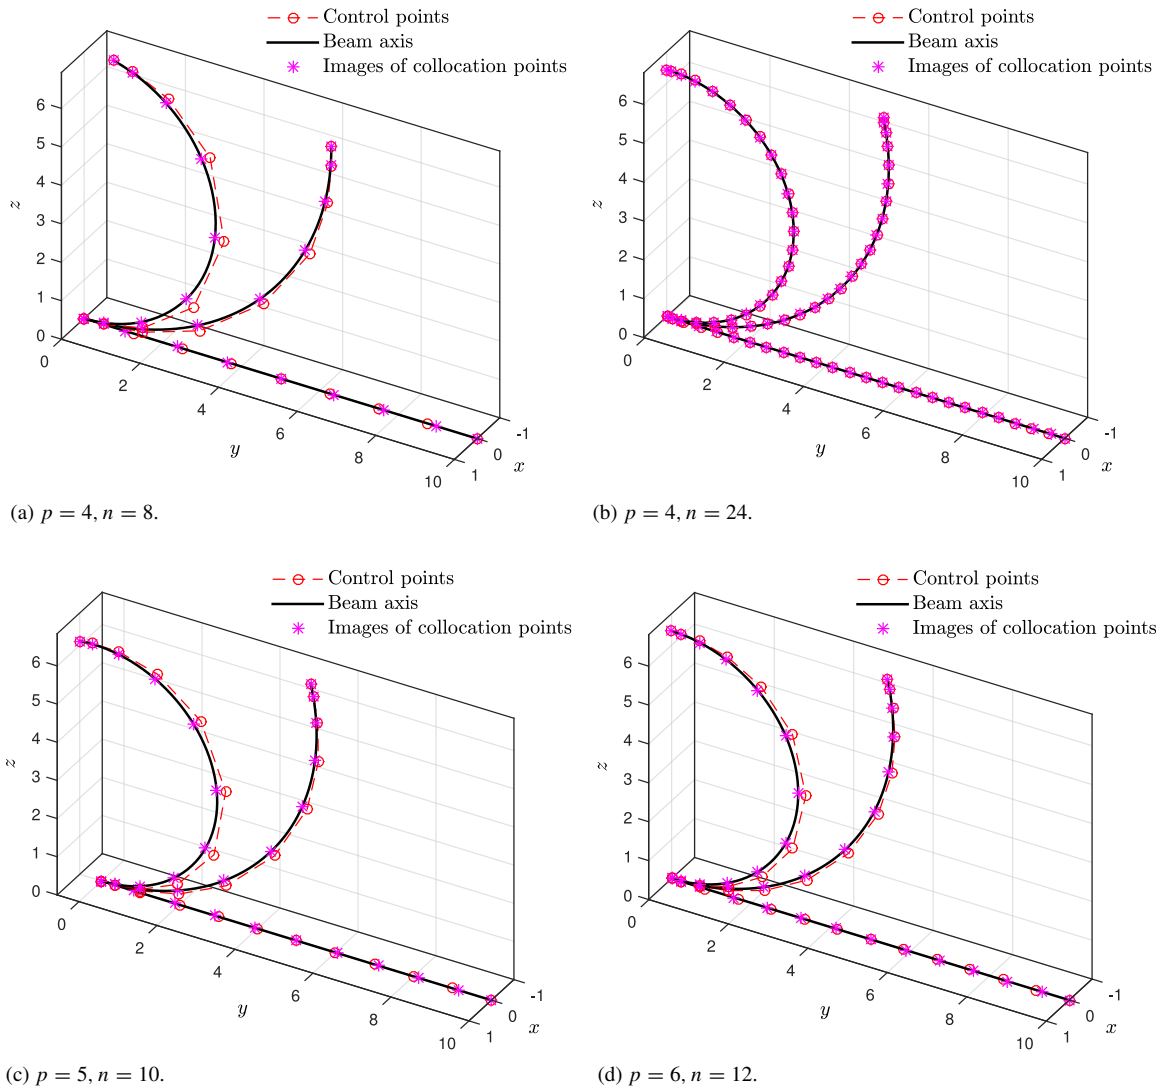 Control points
Beam axis
Images of collocation points
z
6
5
4
3
2
1
0
0
2
4
6
8
10
y
-1
0
1
x
(a) p = 4, n = 8.
Control points
Beam axis
Images of collocation points
z
6
5
4
3
2
1
0
0
2
4
6
8
10
y
-1
0
1
x
(b) p = 4, n = 24.
Control points
Beam axis
Images of collocation points
z
6
5
4
3
2
1
0
0
2
4
6
8
10
y
-1
0
1
x
(c) p = 5, n = 10.
Control points
Beam axis
Images of collocation points
z
6
5
4
3
2
1
0
0
2
4
6
8
10
y
-1
0
1
x
(d) p = 6, n = 12.